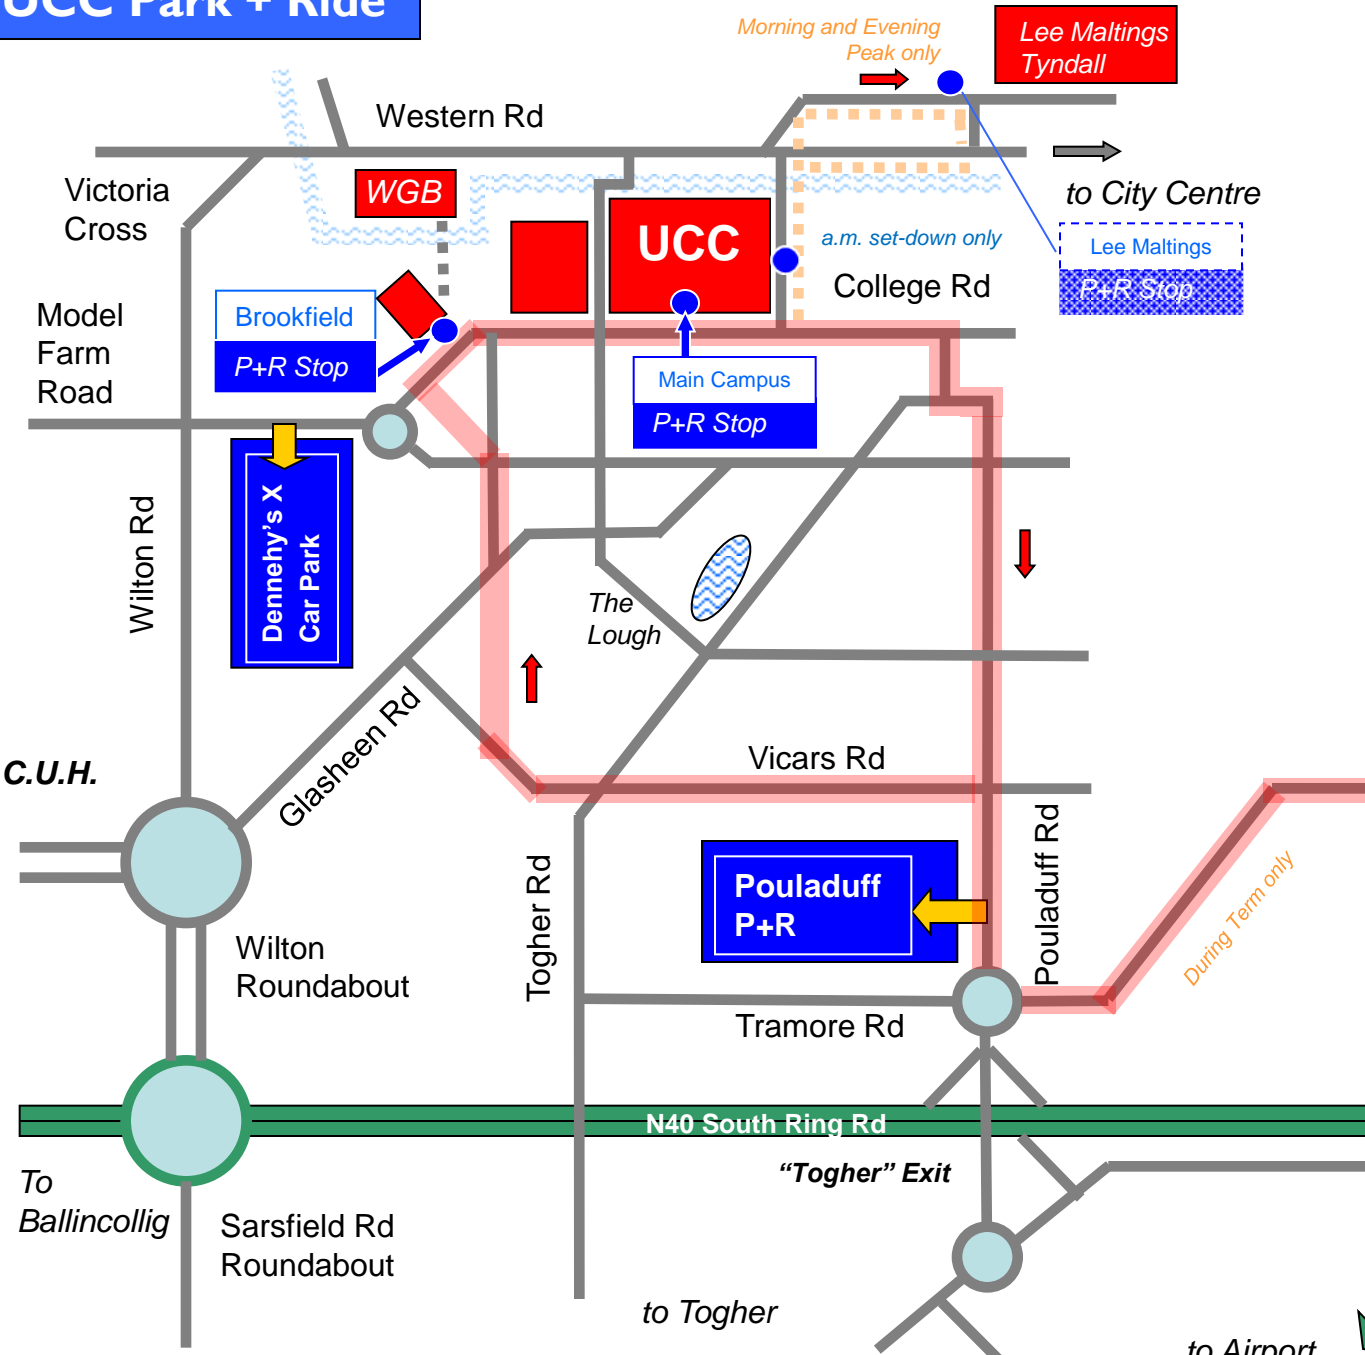 UCC Park + Ride
Morning and Evening
Peak only
Lee Maltings
Tyndall
Western Rd
Victoria
Cross
WGB
UCC
to City Centre
a.m. set-down only
Lee Maltings
P+R Stop
College Rd
Model
Farm
Road
Brookfield
P+R Stop
Main Campus
P+R Stop
Dennehy's X
Car Park
Wilton Rd
The
Lough
Glasheen Rd
Vicars Rd
C.U.H.
Togher Rd
Pouladuff
P+R
Pouladuff Rd
During Term only
Wilton
Roundabout
Tramore Rd
N40 South Ring Rd
“Togher” Exit
To
Ballincollig
Sarsfield Rd
Roundabout
to Togher
to Airport